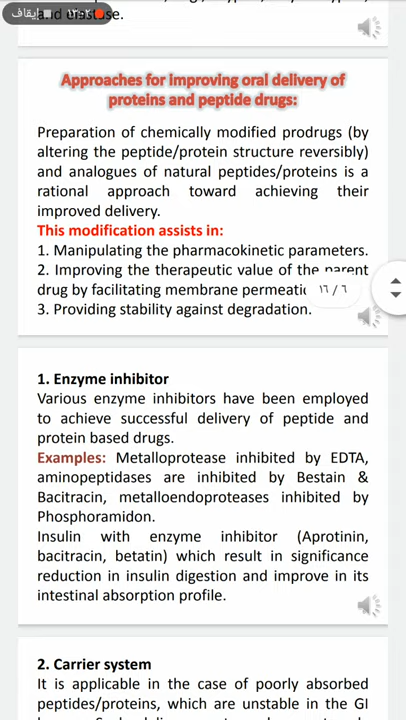 and elastase.
إيقاف ١٣:٠٢
Approaches for improving oral delivery of
proteins and peptide drugs:
Preparation of chemically modified prodrugs (by
altering the peptide/protein structure reversibly)
and analogues of natural peptides/proteins is a
rational approach toward achieving their
improved delivery.
This modification assists in:
1. Manipulating the pharmacokinetic parameters.
2. Improving the therapeutic value of the parent
drug by facilitating membrane permeatio
١٦ / ٦
3. Providing stability against degradation.
1. Enzyme inhibitor
Various enzyme inhibitors have been employed
to achieve successful delivery of peptide and
protein based drugs.
Examples: Metalloprotease inhibited by EDTA,
aminopeptidases are inhibited by Bestain &
Bacitracin, metalloendoproteases inhibited by
Phosphoramidon.
Insulin with enzyme inhibitor (Aprotinin,
bacitracin, betatin) which result in significance
reduction in insulin digestion and improve in its
intestinal absorption profile.
2. Carrier system
It is applicable in the case of poorly absorbed
peptides/proteins, which are unstable in the GI